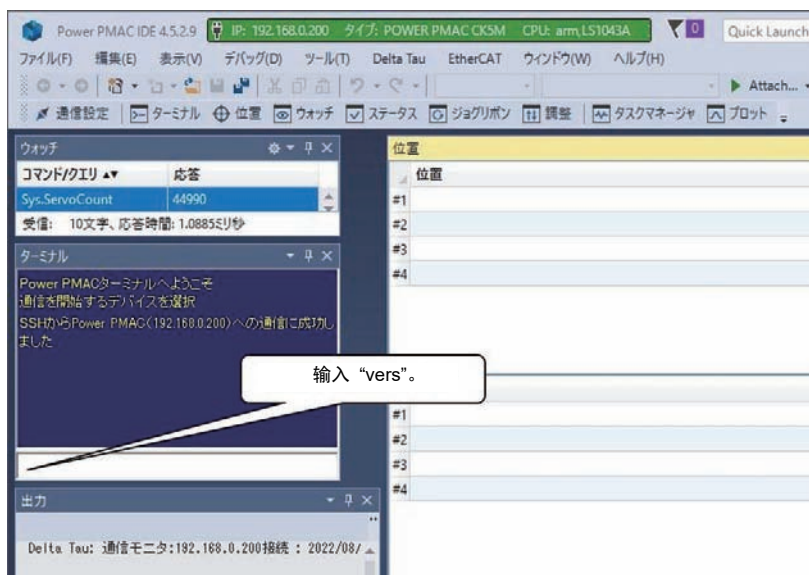 Power PMAC IDE 4.5.2.9 IP: 192.168.0.200 タイプ: POWER PMAC CK5M CPU: arm,LS1043A 0 Quick Launch
ファイル(F) 編集(E) 表示(V) デバッグ(D) ツール(T) Delta Tau EtherCAT ウィンドウ(W) ヘルプ(H)
Attach...
通信設定 ターミナル 位置 ウォッチ ステータス ジョグリボン 調整 タスクマネージャ プロット
ウォッチ
コマンド/クエリ 応答
Sys.ServoCount 44990
受信: 10文字、応答時間: 1.0885ミリ秒
ターミナル
Power PMACターミナルへようこそ
通信を開始するデバイスを選択
SSHからPower PMAC(192.168.0.200)への通信に成功し
ました
输入 “vers”。
出力
Delta Tau: 通信モニタ:192.168.0.200接続 : 2022/08/
位置
位置
#1
#2
#3
#4
#1
#2
#3
#4